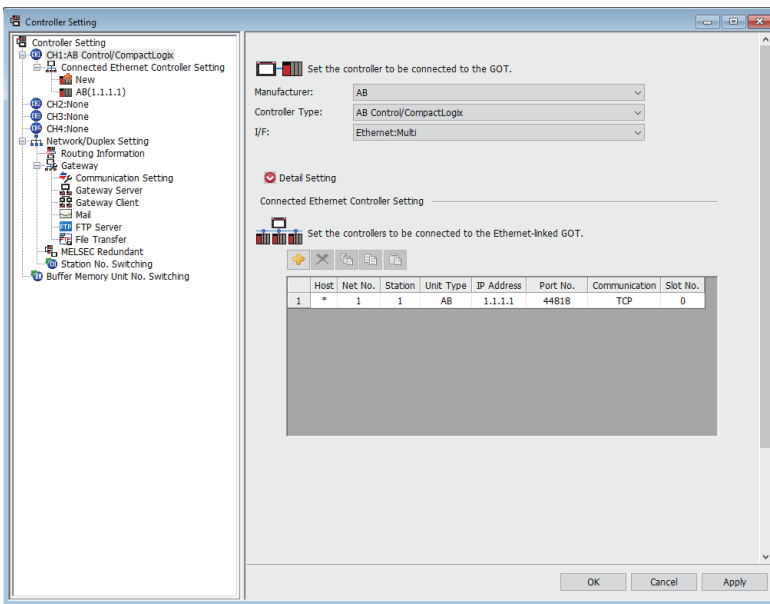 Controller Setting
Controller Setting
CH1:AB Control/CompactLogix
Connected Ethernet Controller Setting
New
AB(1.1.1.1)
CH2:None
CH3:None
CH4:None
Network/Duplex Setting
Routing Information
Gateway
Communication Setting
Gateway Server
Gateway Client
Mail
FTP Server
File Transfer
MELSEC Redundant
Station No. Switching
Buffer Memory Unit No. Switching
Set the controller to be connected to the GOT.
Manufacturer: AB
Controller Type: AB Control/CompactLogix
I/F: Ethernet:Multi
Detail Setting
Connected Ethernet Controller Setting
Set the controllers to be connected to the Ethernet-linked GOT.
Host Net No. Station Unit Type IP Address Port No. Communication Slot No.
1 * 1 1 AB 1.1.1.1 44818 TCP 0
OK Cancel Apply